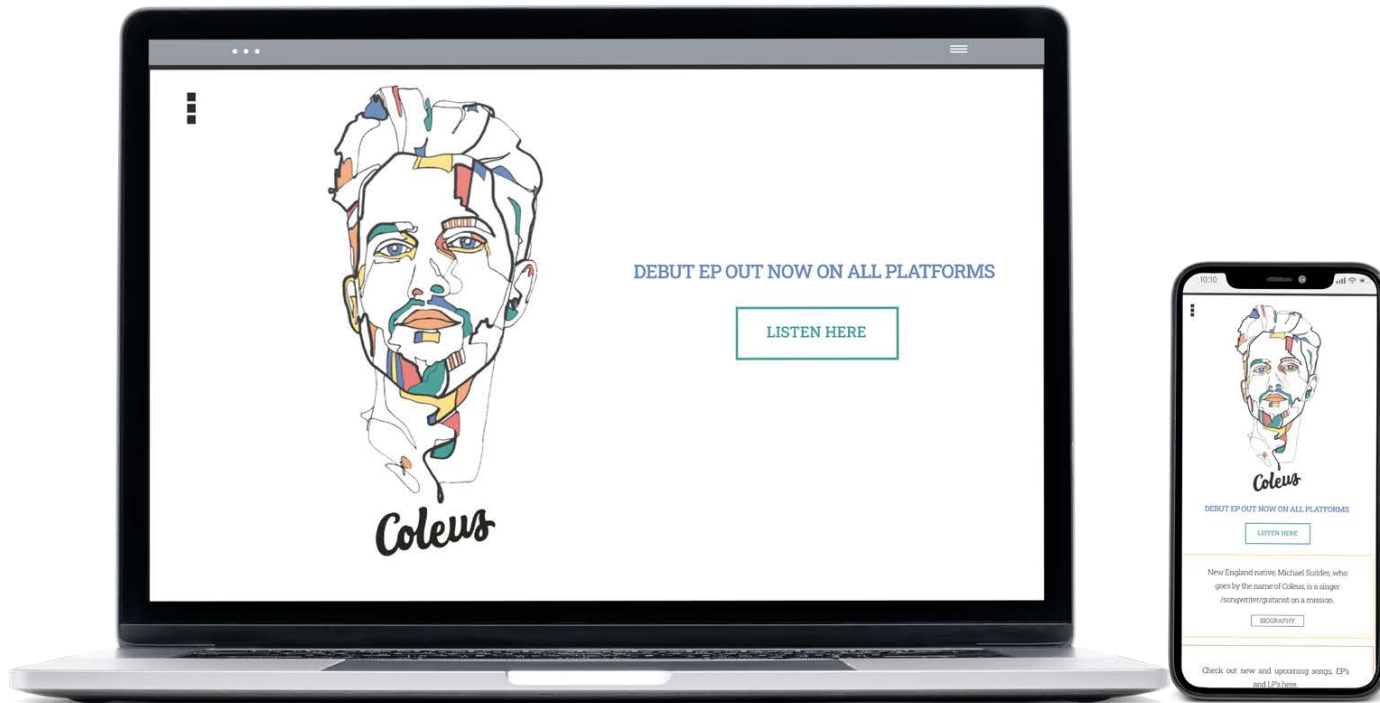 Coleus
DEBUT EP OUT NOW ON ALL PLATFORMS
LISTEN HERE
10:10
Coleus
DEBUT EP OUT NOW ON ALL PLATFORMS
LISTEN HERE
New England native, Michael Suddes, who
goes by the name of Coleus, is a singer
/songwriter/guitarist on a mission.
BIOGRAPHY
Check out new and upcoming songs, EP's
and LP's here.